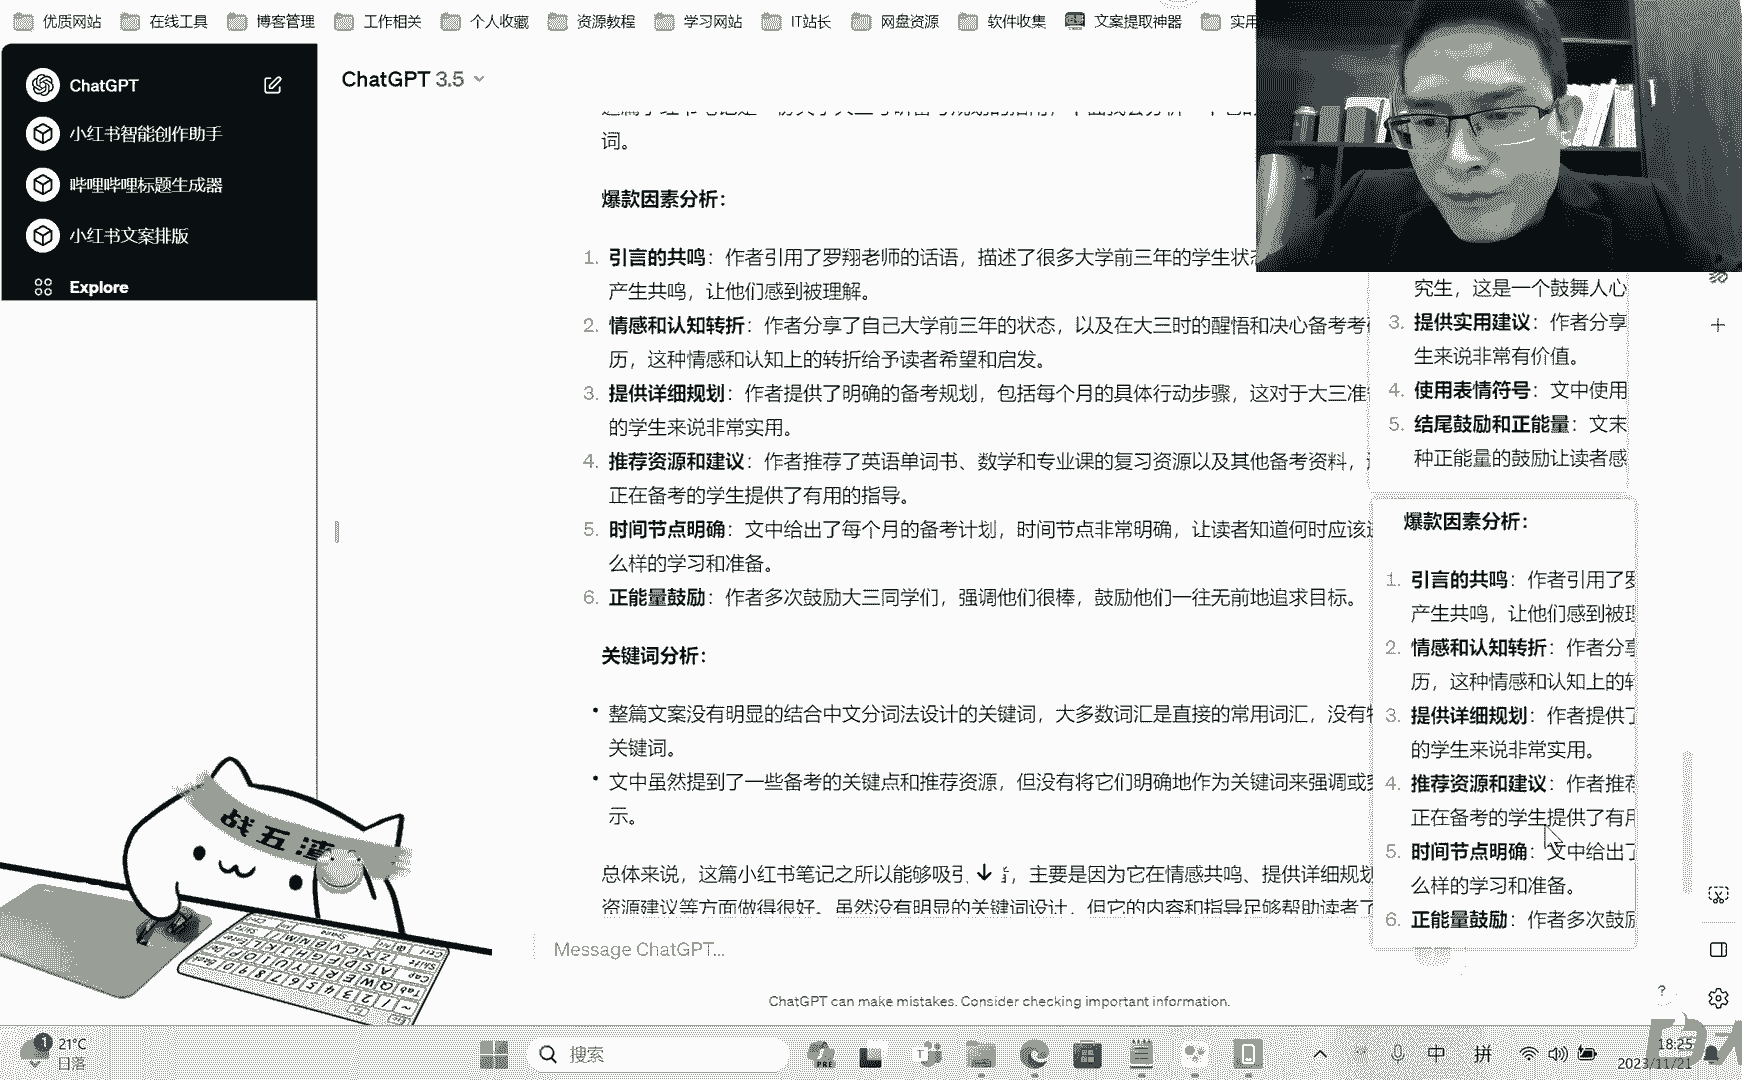 优质网站 在线工具 博客管理 工作相关 个人收藏 资源教程 学习网站 IT站长 网盘资源 软件收集 文案提取神器 实用
ChatGPT
小红书智能创作助手
哔哩哔哩标题生成器
小红书文案排版
Explore
ChatGPT 3.5
词。
爆款因素分析：
1. 引言的共鸣：作者引用了罗翔老师的话语，描述了很多大学前三年的学生状态
产生共鸣，让他们感到被理解。
2. 情感和认知转折：作者分享了自己大学前三年的状态，以及在大三时的醒悟和决心备考考
历，这种情感和认知上的转折给予读者希望和启发。
3. 提供详细规划：作者提供了明确的备考规划，包括每个月的具体行动步骤，这对于大三准
的学生来说非常实用。
4. 推荐资源和建议：作者推荐了英语单词书、数学和专业课的复习资源以及其他备考资料，
正在备考的学生提供了有用的指导。
5. 时间节点明确：文中给出了每个月的备考计划，时间节点非常明确，让读者知道何时应该
么样的学习和准备。
6. 正能量鼓励：作者多次鼓励大三同学们，强调他们很棒，鼓励他们一往无前地追求目标。
关键词分析：
• 整篇文案没有明显的结合中文分词法设计的关键词，大多数词汇是直接的常用词汇，没有
关键词。
• 文中虽然提到了一些备考的关键点和推荐资源，但没有将它们明确地作为关键词来强调或
示。
总体来说，这篇小红书笔记之所以能够吸引 ，主要是因为它在情感共鸣、提供详细规划
资源建议等方面做得很好。虽然没有明显的关键词设计，但它的内容和指导足够帮助读者
Message ChatGPT...
ChatGPT can make mistakes. Consider checking important information.
究生，这是一个鼓舞人心
3. 提供实用建议：作者分享
生来说非常有价值。
4. 使用表情符号：文中使用
5. 结尾鼓励和正能量：文末
种正能量的鼓励让读者感
爆款因素分析：
1. 引言的共鸣：作者引用了
产生共鸣，让他们感到被
2. 情感和认知转折：作者分享
历，这种情感和认知上的转
3. 提供详细规划：作者提供了
的学生来说非常实用。
4. 推荐资源和建议：作者推荐
正在备考的学生提供了有用
5. 时间节点明确：文中给出了
么样的学习和准备。
6. 正能量鼓励：作者多次鼓励
战五渣
?
1
21°C
日落
搜索
中 拼
18:25
2023/11/21